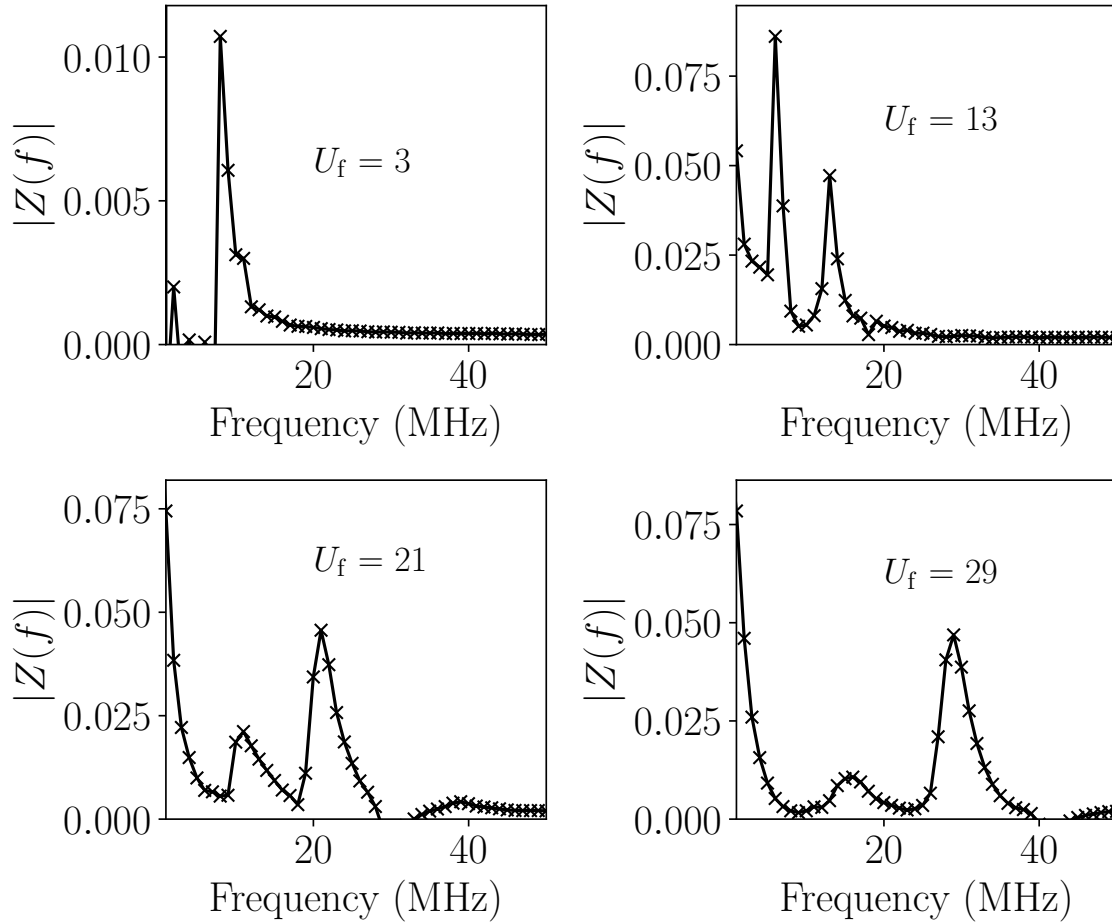 |Z(f)|
0.010
0.005
0.000
U_f = 3
20
40
Frequency (MHz)
|Z(f)|
0.075
0.050
0.025
0.000
U_f = 13
20
40
Frequency (MHz)
|Z(f)|
0.075
0.050
0.025
0.000
U_f = 21
20
40
Frequency (MHz)
|Z(f)|
0.075
0.050
0.025
0.000
U_f = 29
20
40
Frequency (MHz)